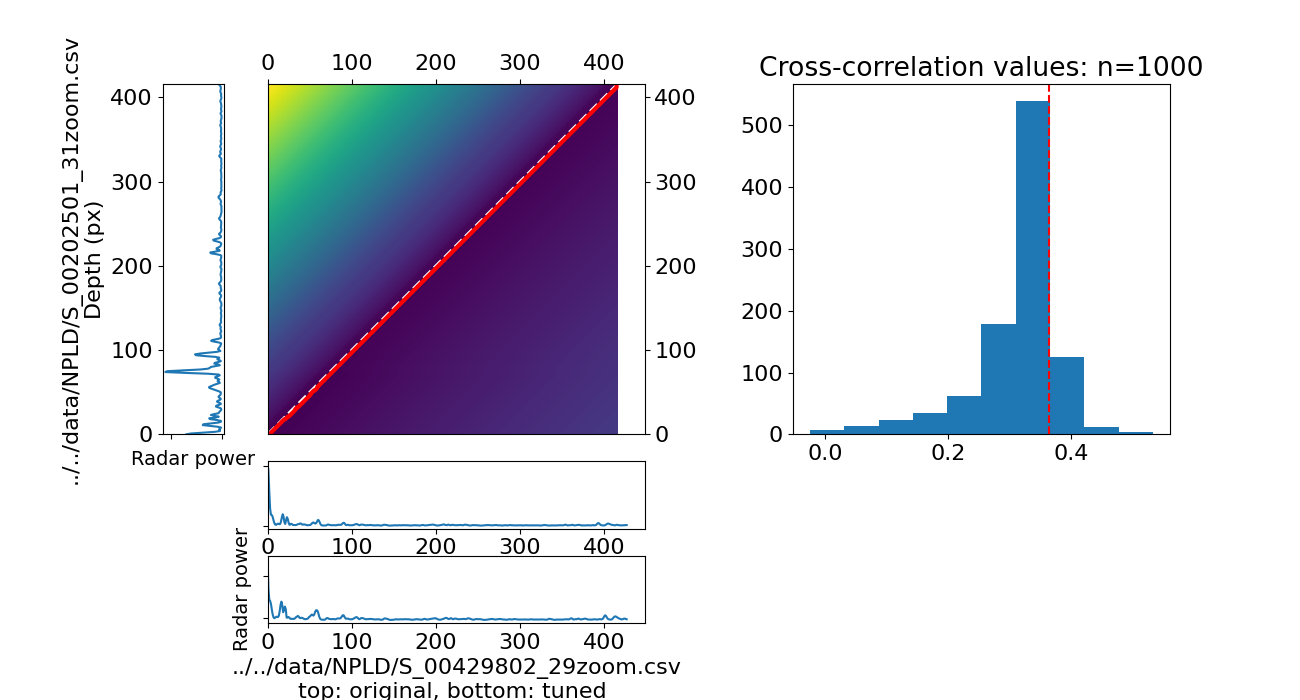 Cross-correlation values: n=1000
../../data/NPLD/S_00202501_31zoom.csv
Depth (px)
400
300
200
100
0
Radar power
0 100 200 300 400
400
300
200
100
0
500
400
300
200
100
0
0.0 0.2 0.4
0 100 200 300 400
Radar power
0 100 200 300 400
../../data/NPLD/S_00429802_29zoom.csv
top: original, bottom: tuned